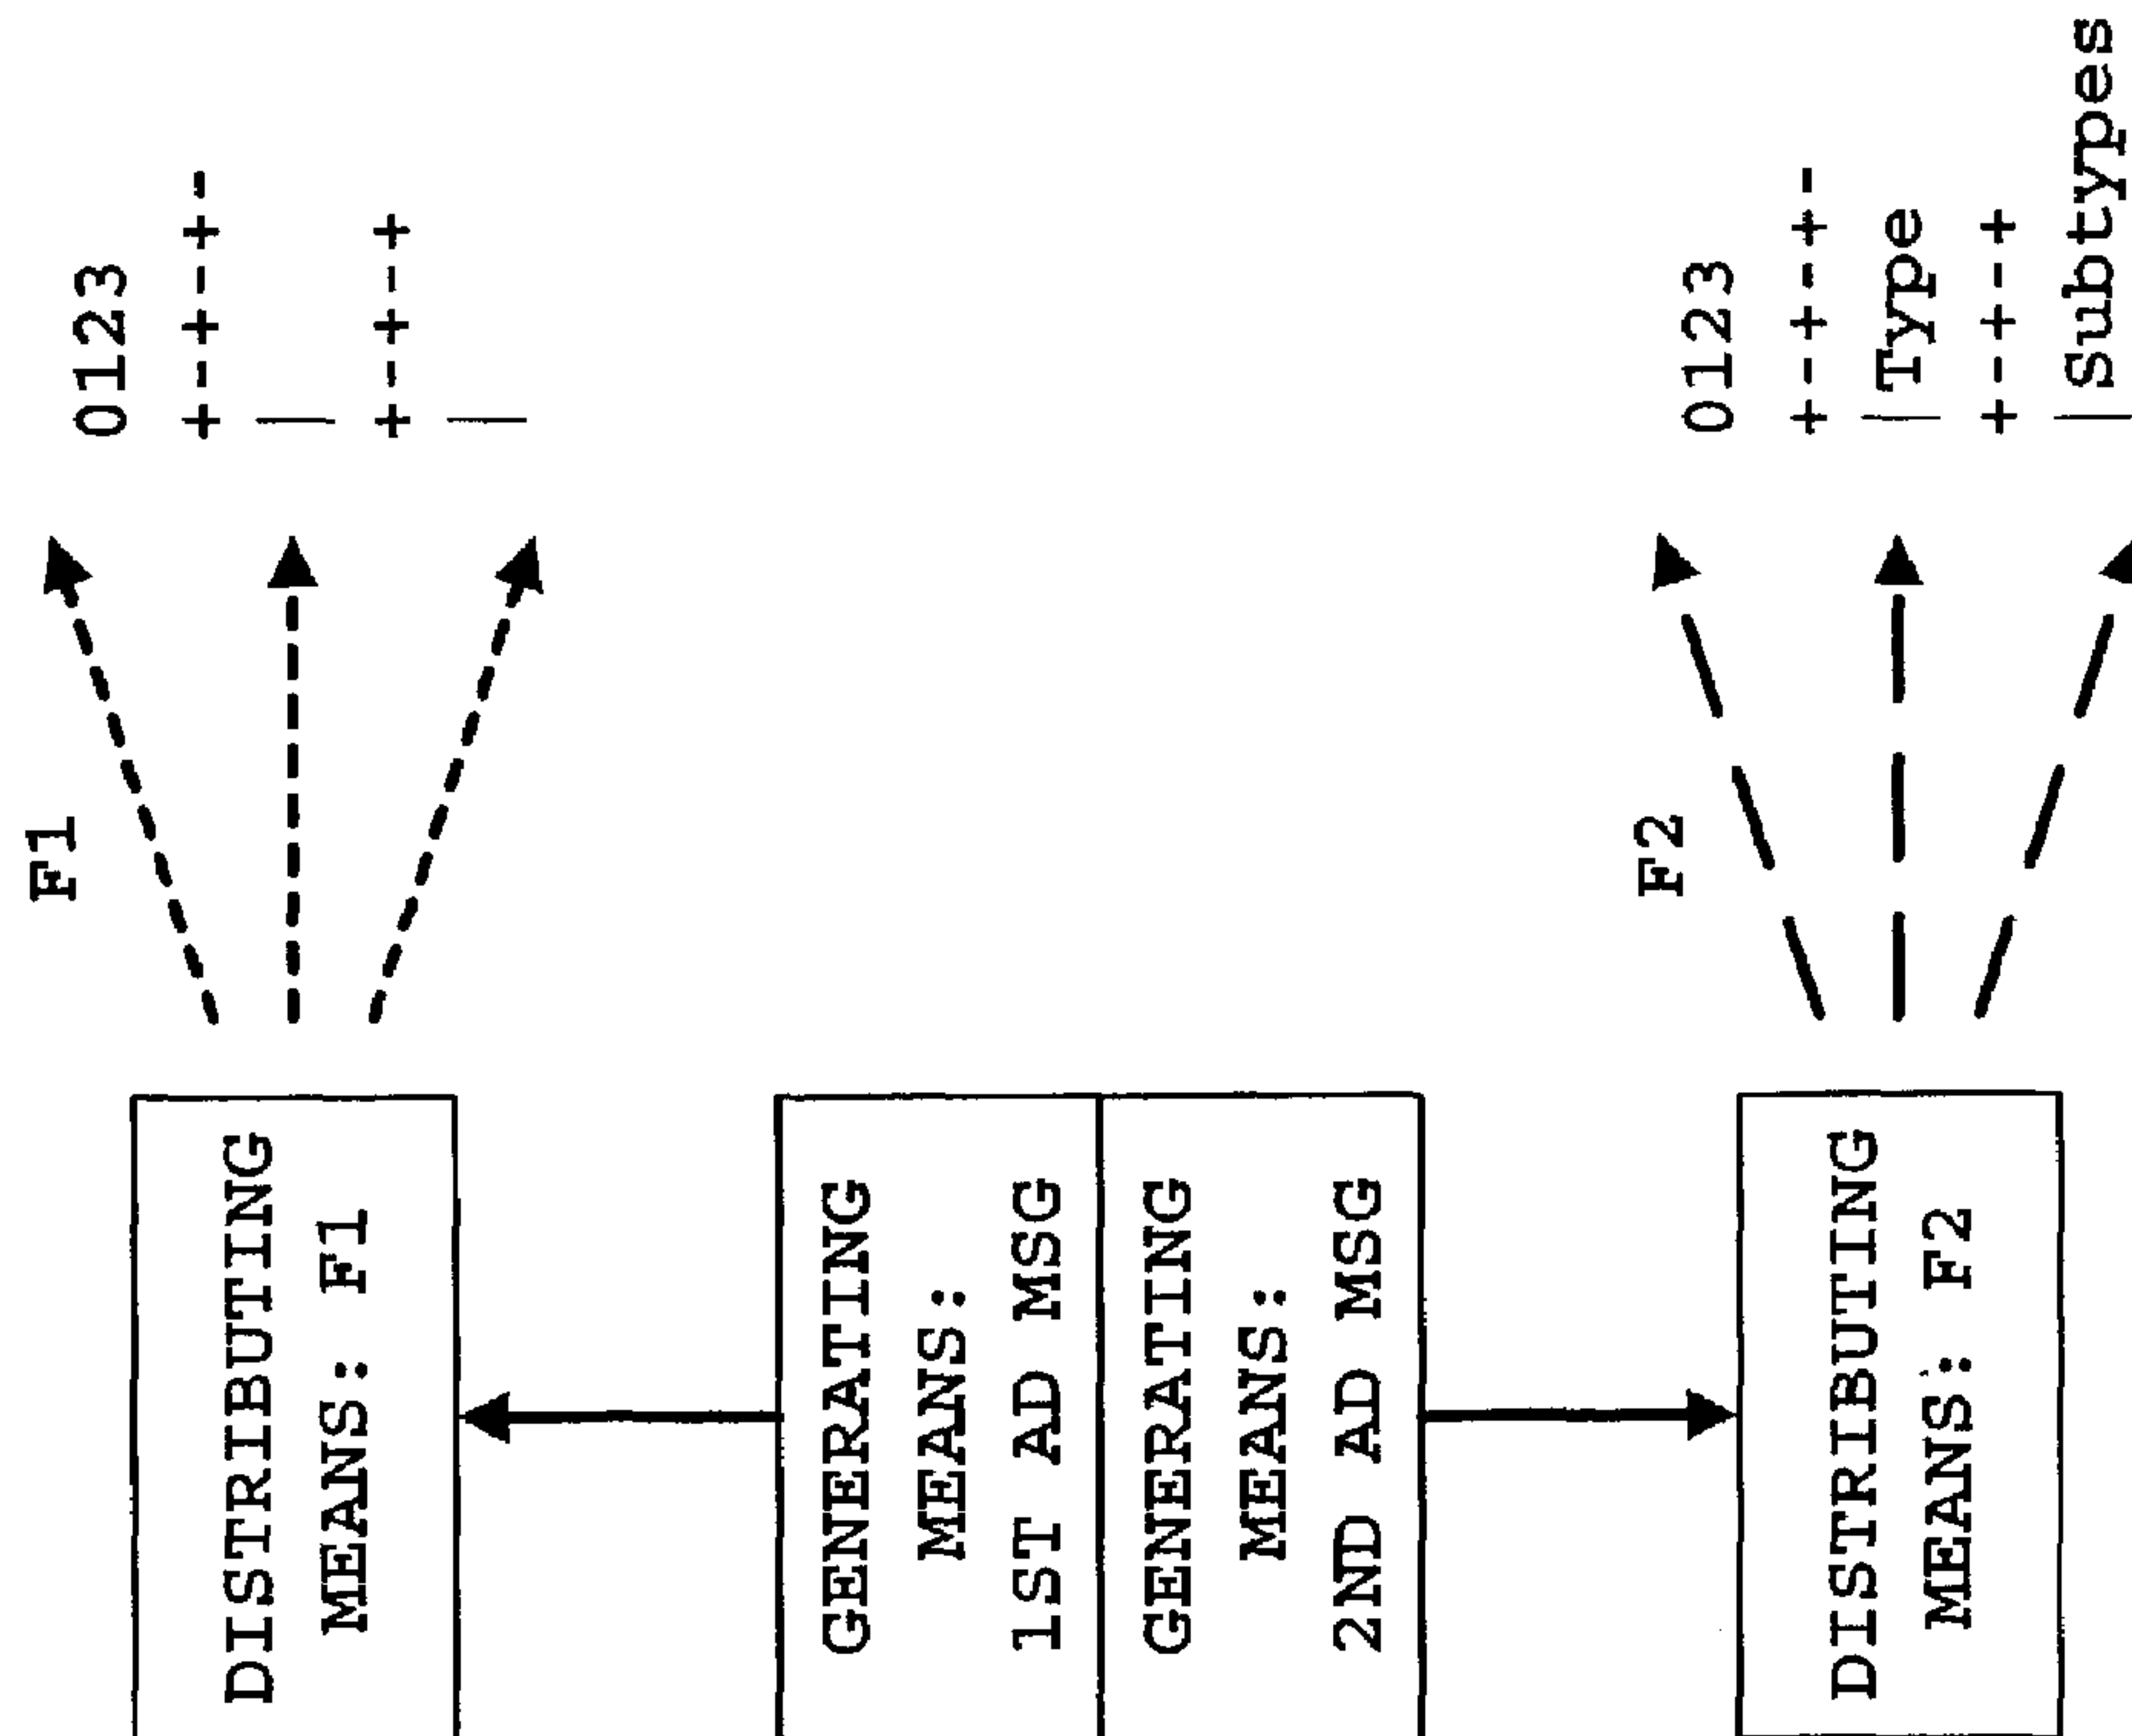 F1
0123
+-+-+-
|
+-+-+
|
DISTRIBUTING
MEANS: F1
GENERATING
MEANS:
1ST AD MSG
GENERATING
MEANS:
2ND AD MSG
F2
0123
+-+-+-
|Type
+-+-+
|Subtypes
DISTRIBUTING
MEANS: F2